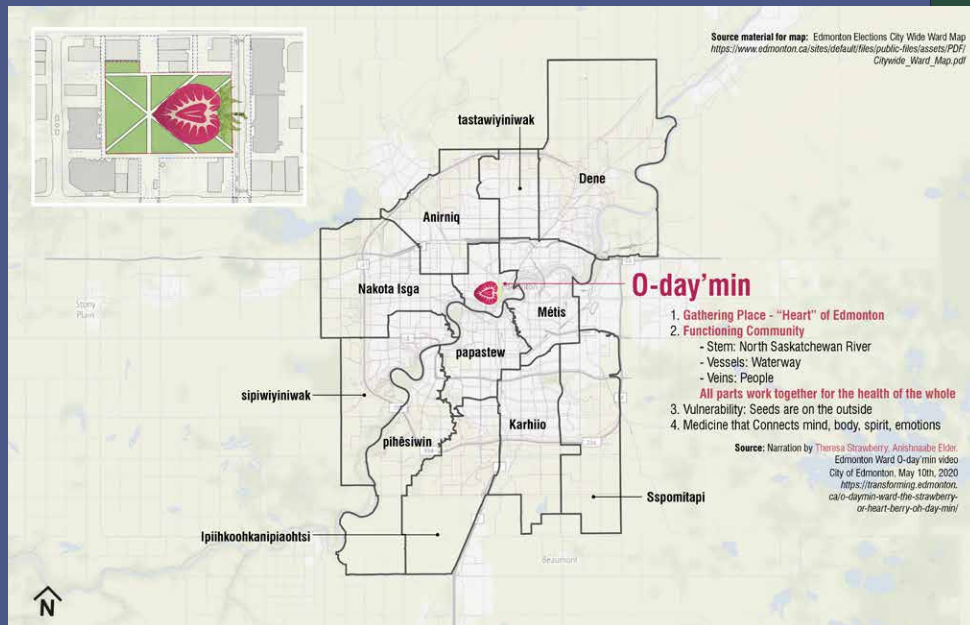 Source material for map: Edmonton Elections City Wide Ward Map
https://www.edmonton.ca/sites/default/files/public-files/assets/PDF/
Citywide_Ward_Map.pdf
tastawiyiniwak
Dene
Anirniq
Nakota Isga
O-day'min
Métis
1. Gathering Place - “Heart” of Edmonton
2. Functioning Community
- Stem: North Saskatchewan River
- Vessels: Waterway
- Veins: People
All parts work together for the health of the whole
3. Vulnerability: Seeds are on the outside
4. Medicine that Connects mind, body, spirit, emotions
Stony
Plain
papastew
sipiwiyiniwak
Karhiio
pihêsiwin
Source: Narration by Theresa Strawberry, Anishnaabe Elder.
Edmonton Ward O-day'min video
City of Edmonton, May 10th, 2020
https://transforming.edmonton.
ca/o-daymin-ward-the-strawberry-
or-heart-berry-oh-day-min/
Sspomitapi
Ipiihkoohkanipiaohtsi
Beaumont
N